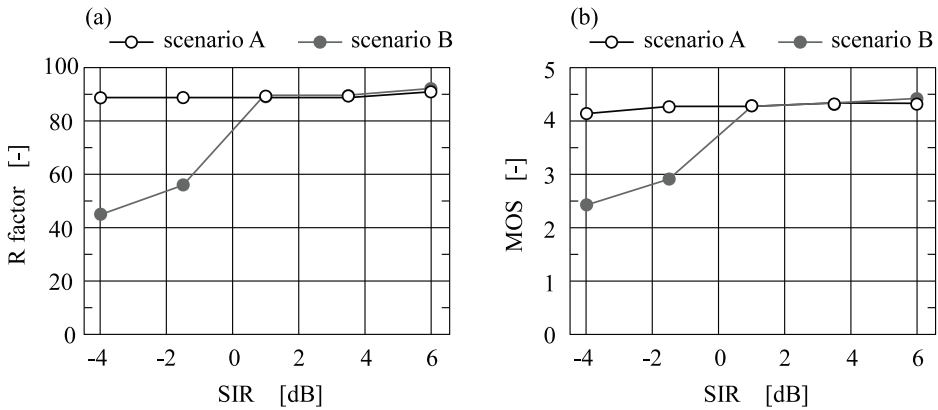 (a)
scenario A
scenario B
100
80
60
40
20
0
R factor [-]
-4
-2
0
2
4
6
SIR [dB]
(b)
scenario A
scenario B
5
4
3
2
1
0
MOS [-]
-4
-2
0
2
4
6
SIR [dB]